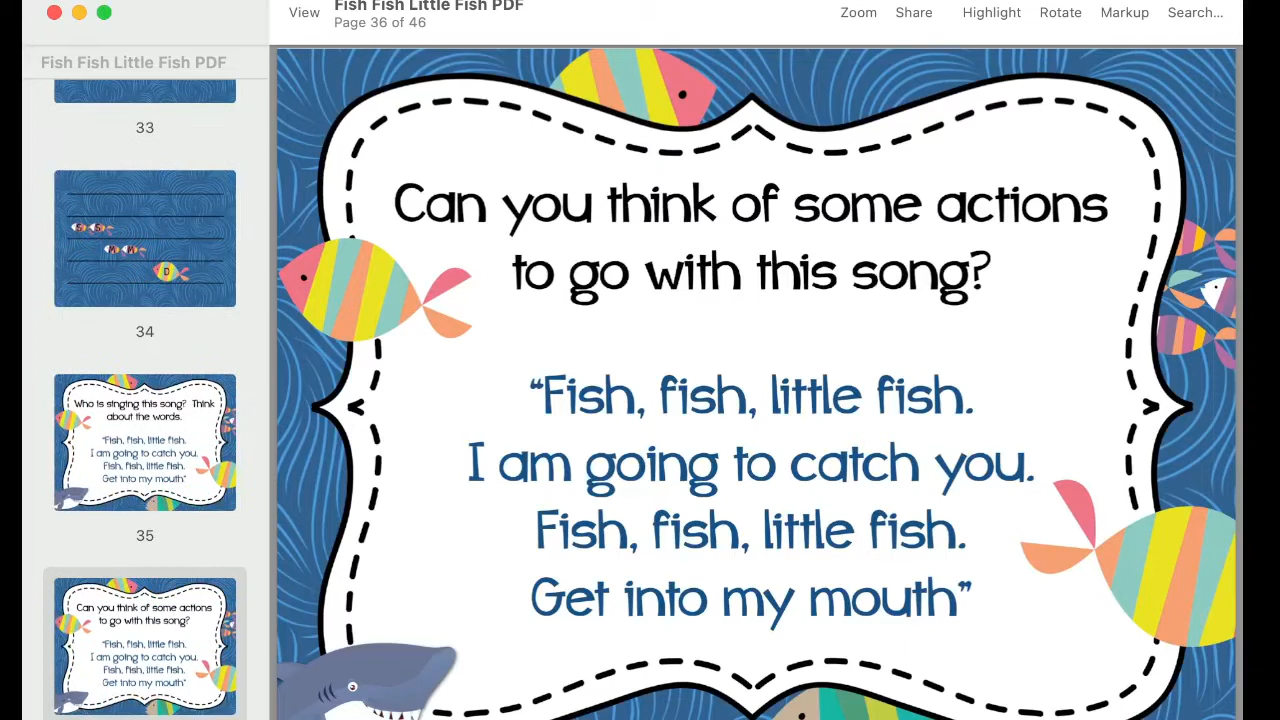 Fish Fish Little Fish PDF
Page 36 of 46
View
Zoom
Share
Highlight
Rotate
Markup
Search...
Fish Fish Little Fish PDF
33
S S
M M
D
34
Who is singing this song? Think
about the words.
"Fish, fish, little fish.
I am going to catch you.
Fish, fish, little fish.
Get into my mouth"
35
Can you think of some actions
to go with this song?
"Fish, fish, little fish.
I am going to catch you.
Fish, fish, little fish.
Get into my mouth"
Can you think of some actions
to go with this song?
"Fish, fish, little fish.
I am going to catch you.
Fish, fish, little fish.
Get into my mouth"